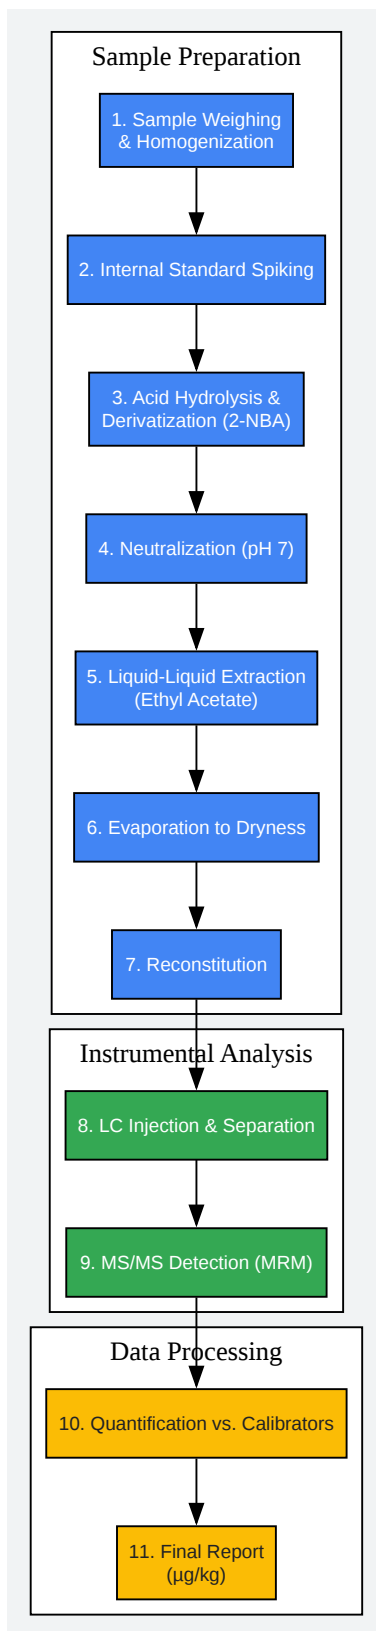 Sample Preparation
1. Sample Weighing
& Homogenization
2. Internal Standard Spiking
3. Acid Hydrolysis &
Derivatization (2-NBA)
4. Neutralization (pH 7)
5. Liquid-Liquid Extraction
(Ethyl Acetate)
6. Evaporation to Dryness
7. Reconstitution
Instrumental Analysis
8. LC Injection & Separation
9. MS/MS Detection (MRM)
Data Processing
10. Quantification vs. Calibrators
11. Final Report
(µg/kg)